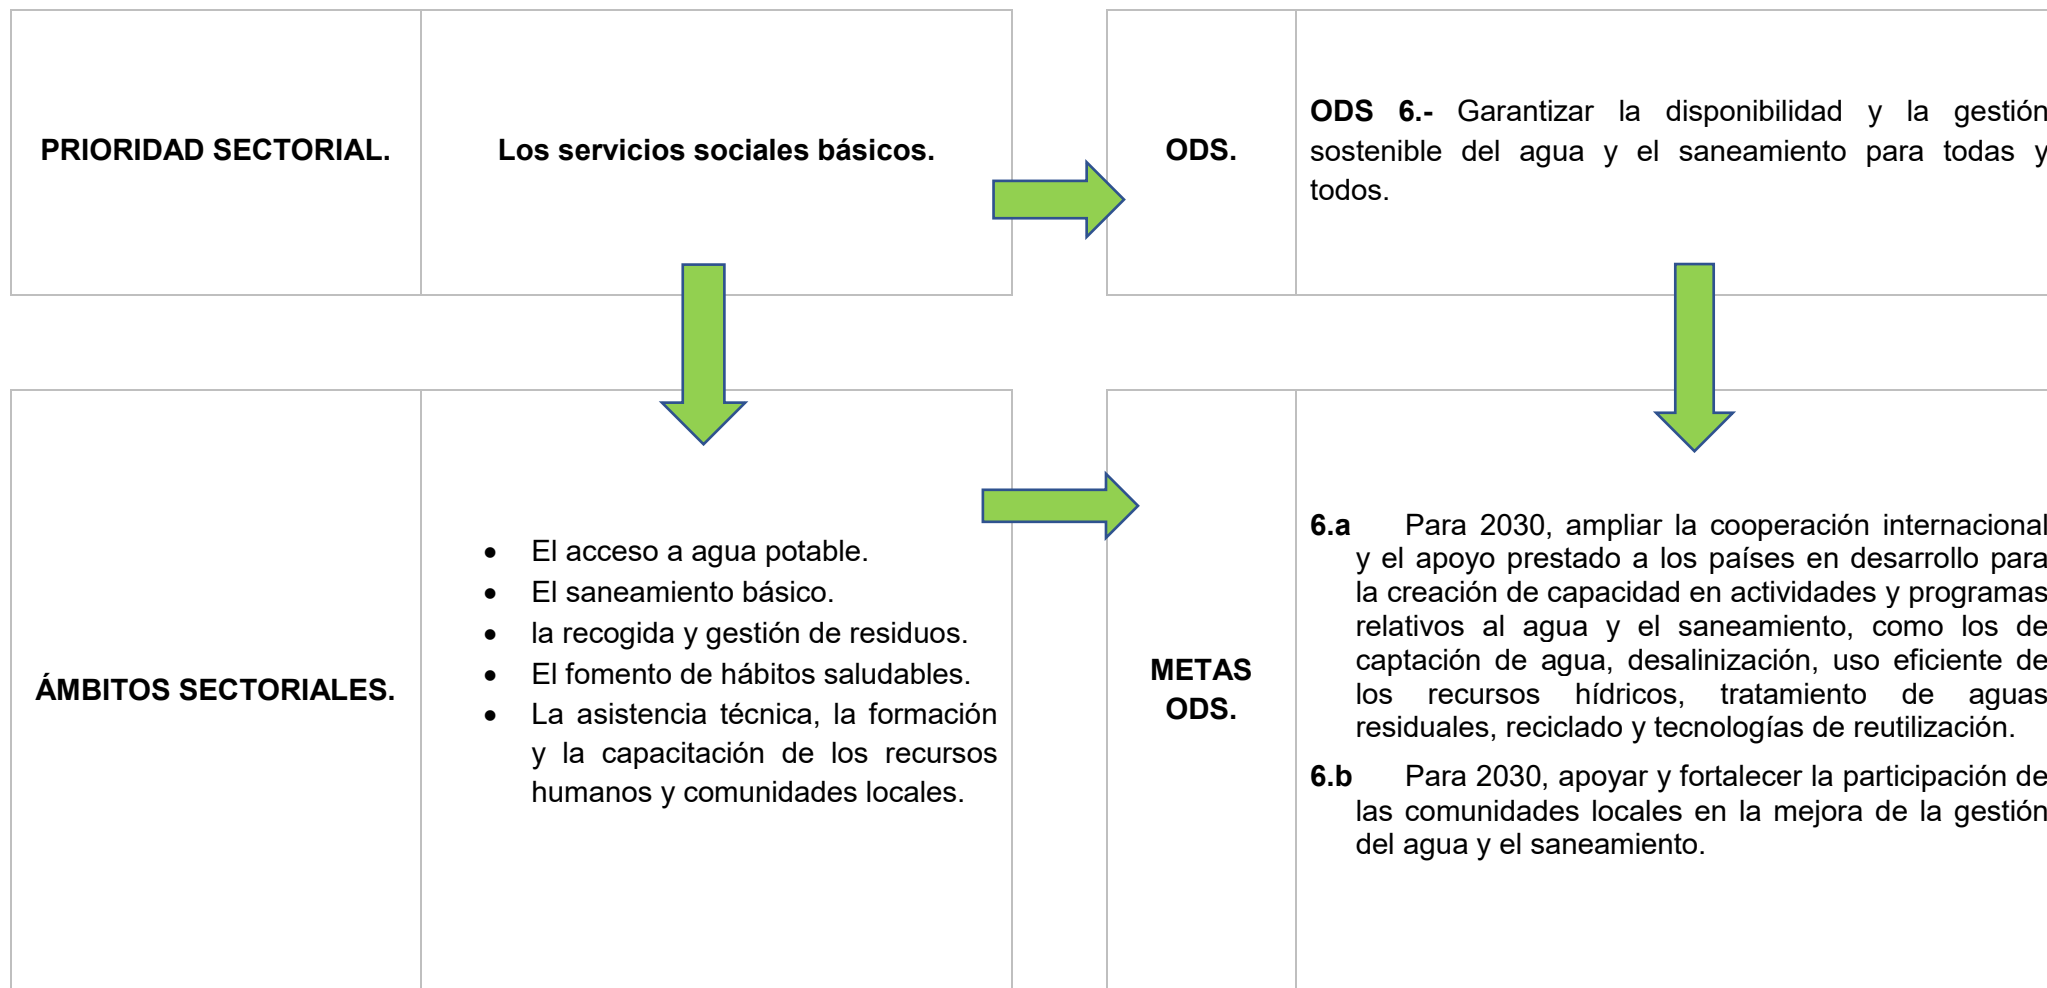 PRIORIDAD SECTORIAL.
Los servicios sociales básicos.
ODS.
ODS 6.- Garantizar la disponibilidad y la gestión
sostenible del agua y el saneamiento para todas y
todos.
ÁMBITOS SECTORIALES.
• El acceso a agua potable.
• El saneamiento básico.
• la recogida y gestión de residuos.
• El fomento de hábitos saludables.
• La asistencia técnica, la formación
y la capacitación de los recursos
humanos y comunidades locales.
METAS
ODS.
6.a Para 2030, ampliar la cooperación internacional
y el apoyo prestado a los países en desarrollo para
la creación de capacidad en actividades y programas
relativos al agua y el saneamiento, como los de
captación de agua, desalinización, uso eficiente de
los recursos hídricos, tratamiento de aguas
residuales, reciclado y tecnologías de reutilización.
6.b Para 2030, apoyar y fortalecer la participación de
las comunidades locales en la mejora de la gestión
del agua y el saneamiento.